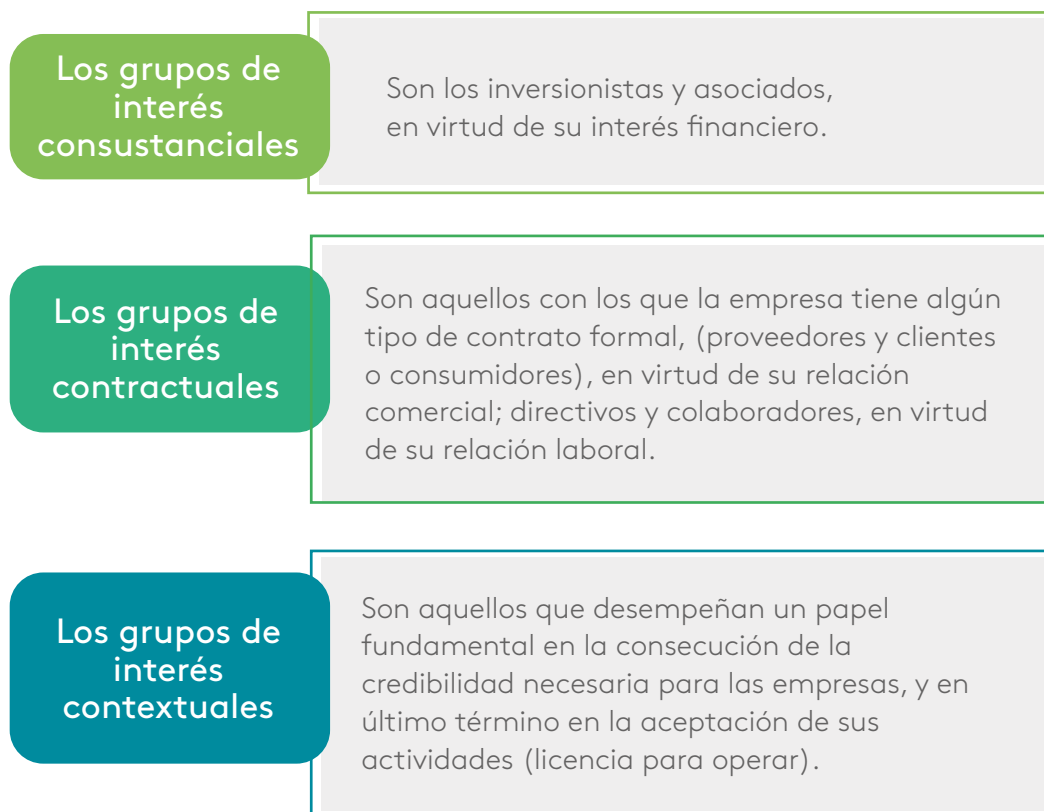 Los grupos de
interés
consustanciales
Son los inversionistas y asociados,
en virtud de su interés financiero.
Los grupos de
interés
contractuales
Son aquellos con los que la empresa tiene algún
tipo de contrato formal, (proveedores y clientes
o consumidores), en virtud de su relación
comercial; directivos y colaboradores, en virtud
de su relación laboral.
Los grupos de
interés
contextuales
Son aquellos que desempeñan un papel
fundamental en la consecución de la
credibilidad necesaria para las empresas, y en
último término en la aceptación de sus
actividades (licencia para operar).